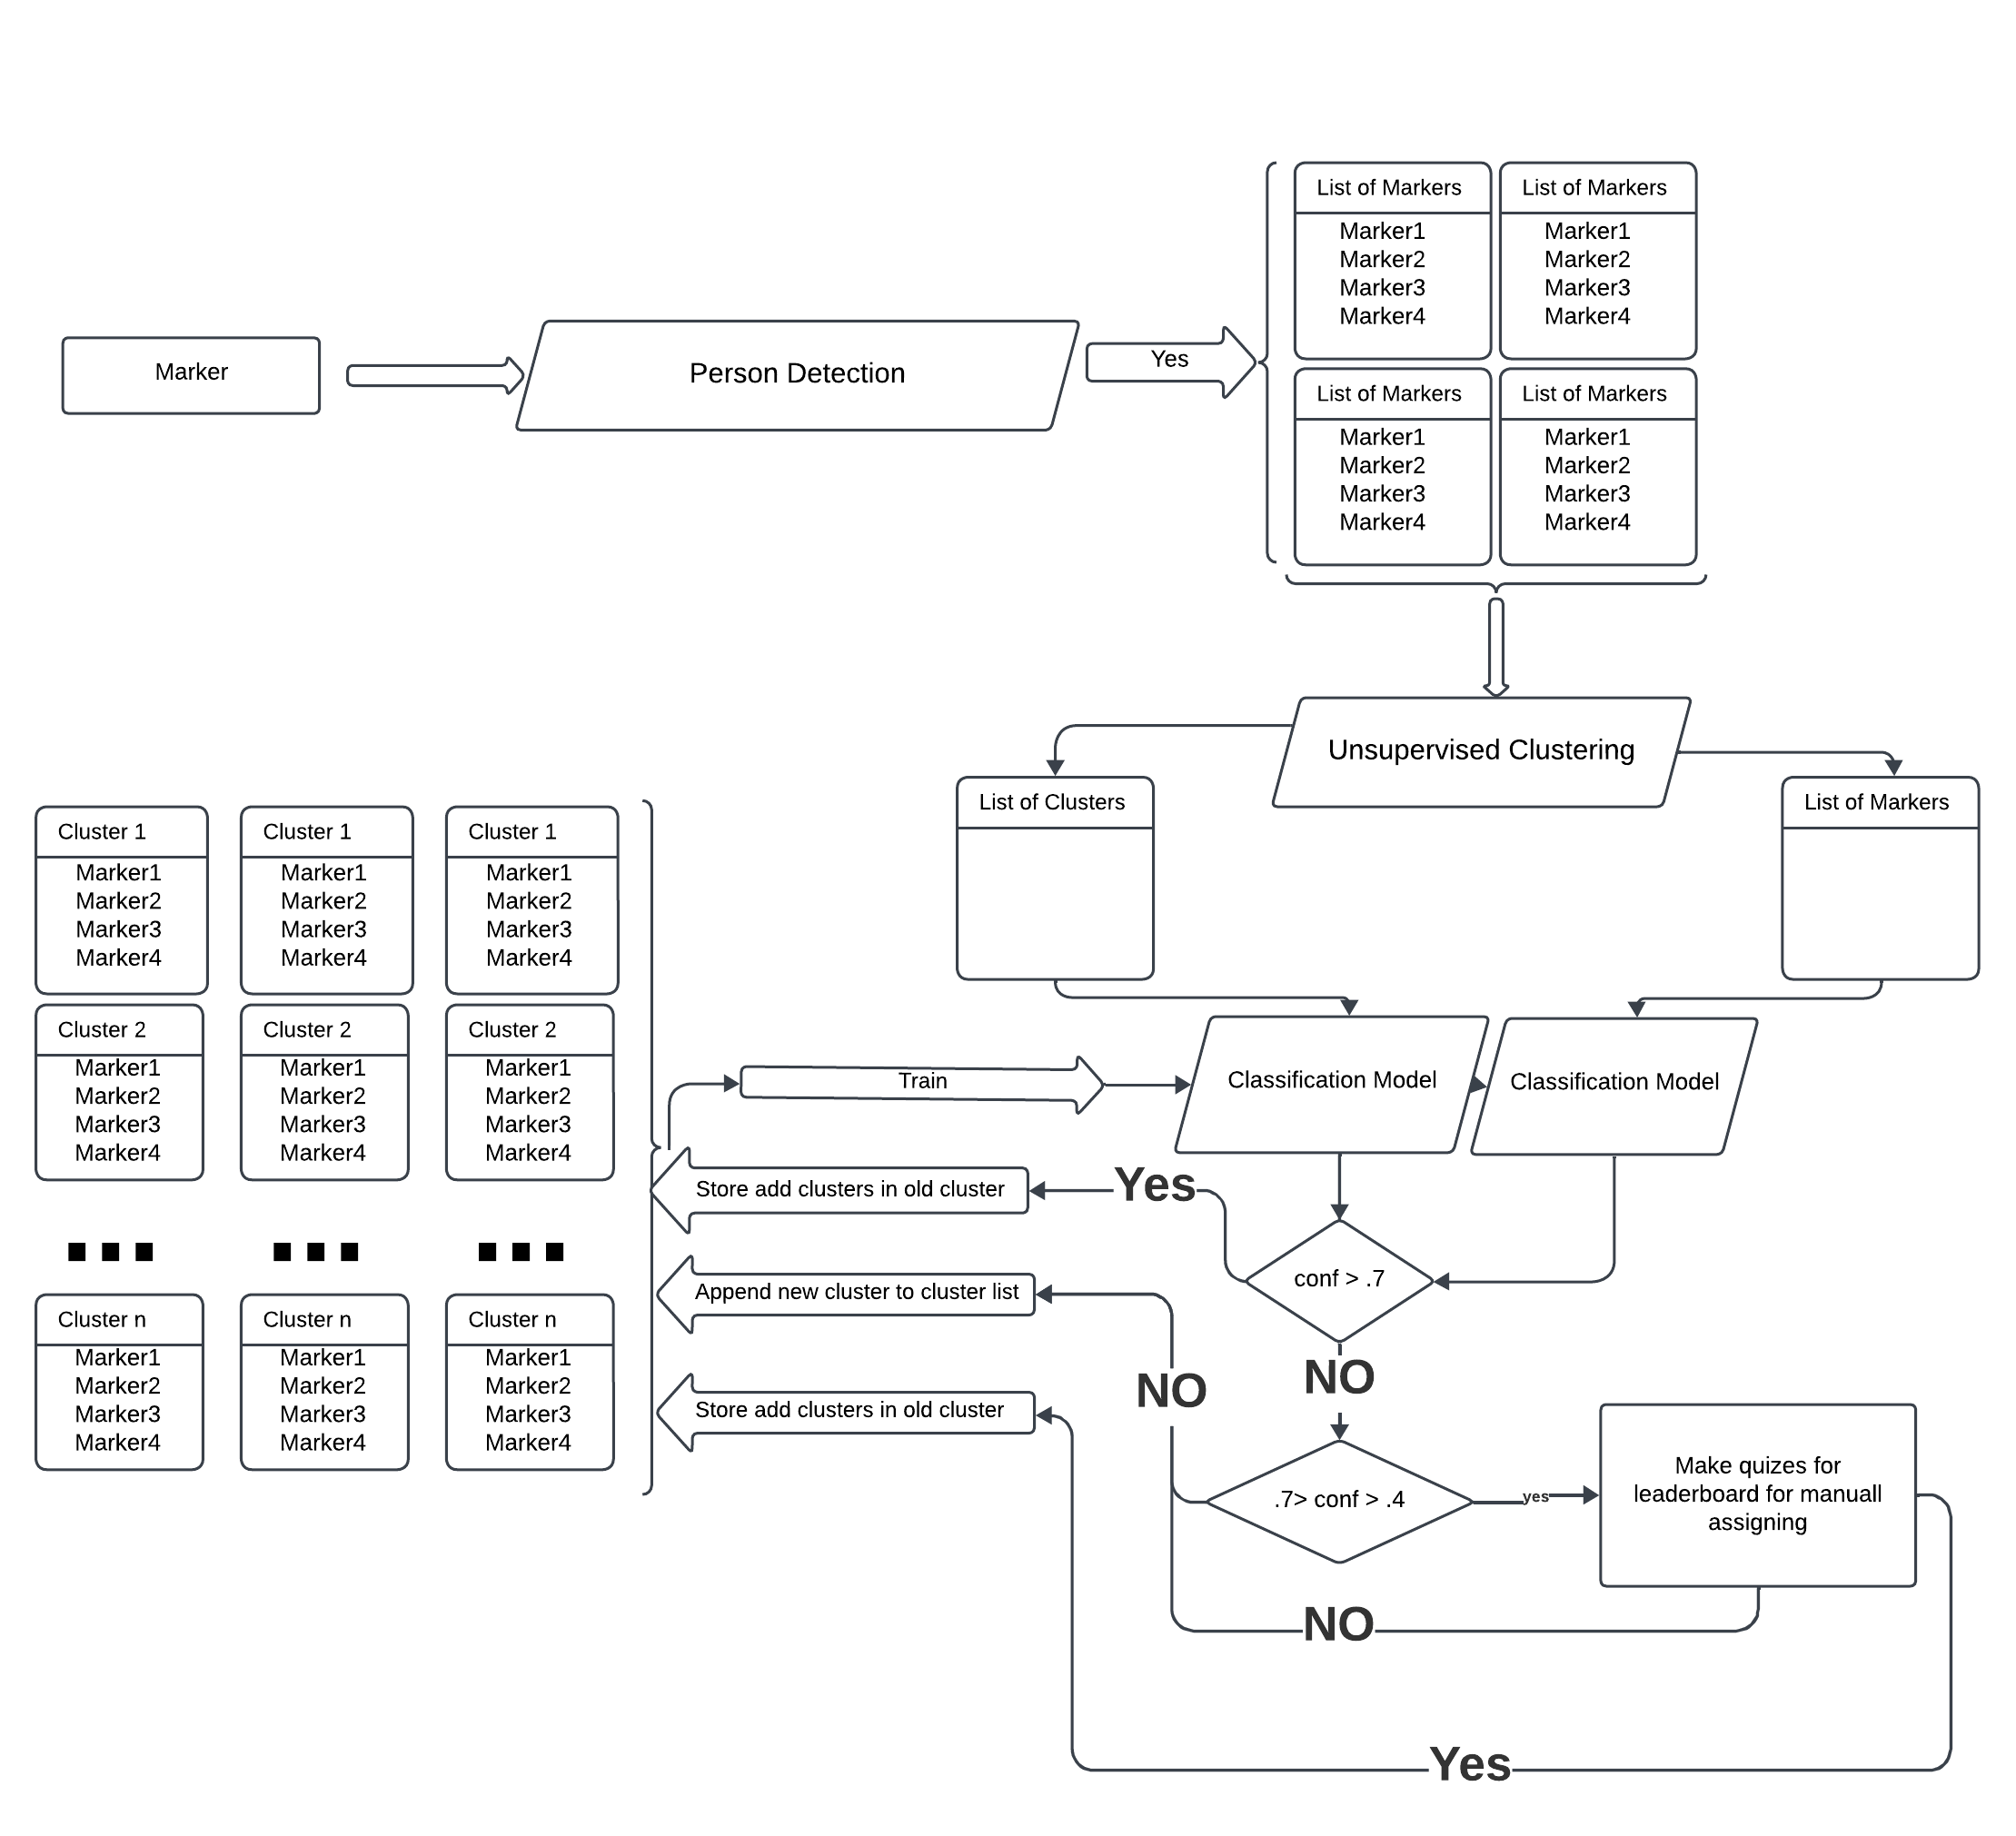 List of Markers
Marker1
Marker2
Marker3
Marker4
List of Markers
Marker1
Marker2
Marker3
Marker4
Marker
Person Detection
Yes
List of Markers
Marker1
Marker2
Marker3
Marker4
List of Markers
Marker1
Marker2
Marker3
Marker4
Unsupervised Clustering
List of Clusters
List of Markers
Cluster 1
Marker1
Marker2
Marker3
Marker4
Cluster 1
Marker1
Marker2
Marker3
Marker4
Cluster 1
Marker1
Marker2
Marker3
Marker4
Cluster 2
Marker1
Marker2
Marker3
Marker4
Cluster 2
Marker1
Marker2
Marker3
Marker4
Cluster 2
Marker1
Marker2
Marker3
Marker4
Train
Classification Model
Classification Model
Store add clusters in old cluster
Yes
conf > .7
Append new cluster to cluster list
NO
NO
Cluster n
Marker1
Marker2
Marker3
Marker4
Cluster n
Marker1
Marker2
Marker3
Marker4
Cluster n
Marker1
Marker2
Marker3
Marker4
Store add clusters in old cluster
.7> conf > .4
yes
Make quizes for
leaderboard for manuall
assigning
NO
Yes